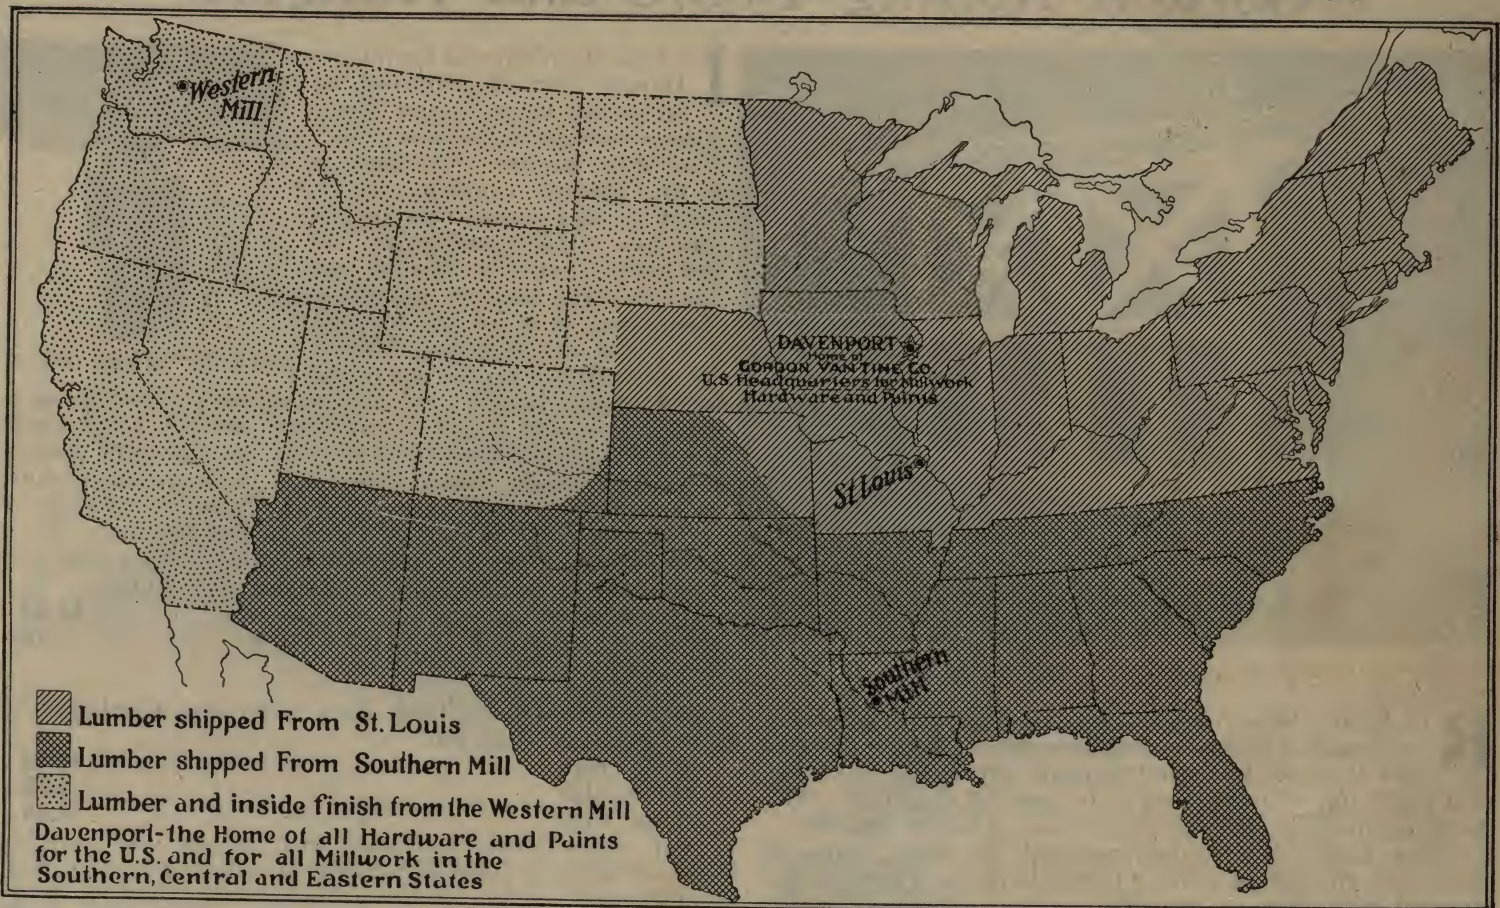 Western
Mill
DAVENPORT
Home of
GORDON VAN TINE CO.
U.S. Headquarters for Millwork
Hardware and Paints
St Louis
Southern
Mill
Lumber shipped From St. Louis
Lumber shipped From Southern Mill
Lumber and inside finish from the Western Mill
Davenport-the Home of all Hardware and Paints
for the U.S. and for all Millwork in the
Southern, Central and Eastern States